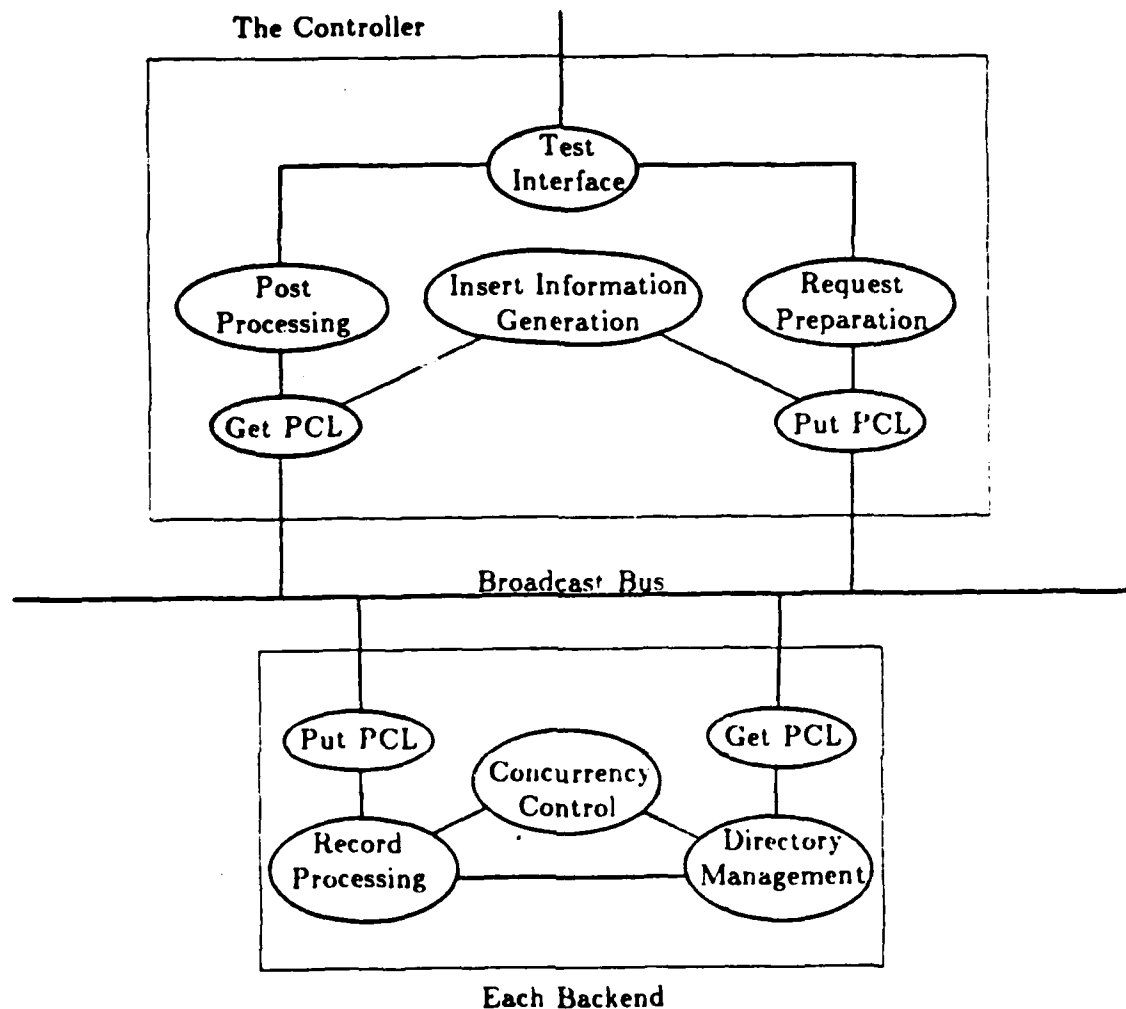 The Controller
Test
Interface
Post
Processing
Insert Information
Generation
Request
Preparation
Get PCL
Put PCL
Broadcast Bus
Put PCL
Get PCL
Concurrency
Control
Record
Processing
Directory
Management
Each Backend